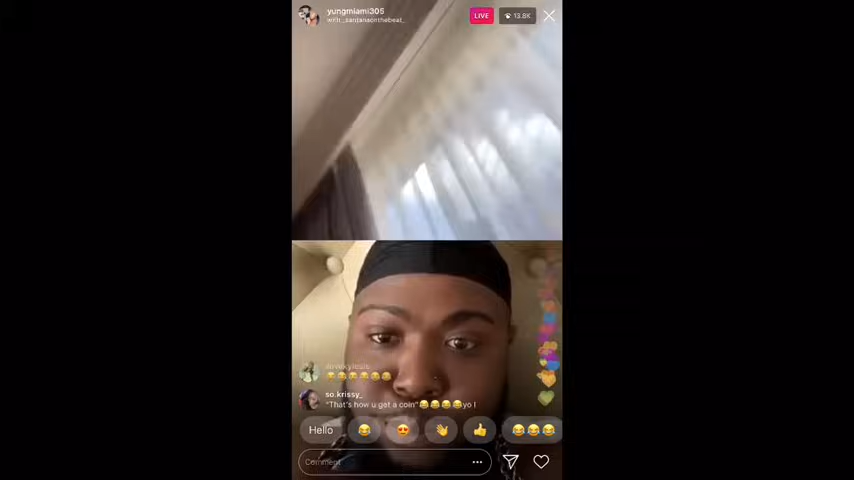 yungmiami305
LIVE
13.8K
so.krissy_
"That's how u get a coin"😂😂😂😂yo I
Hello
Comment